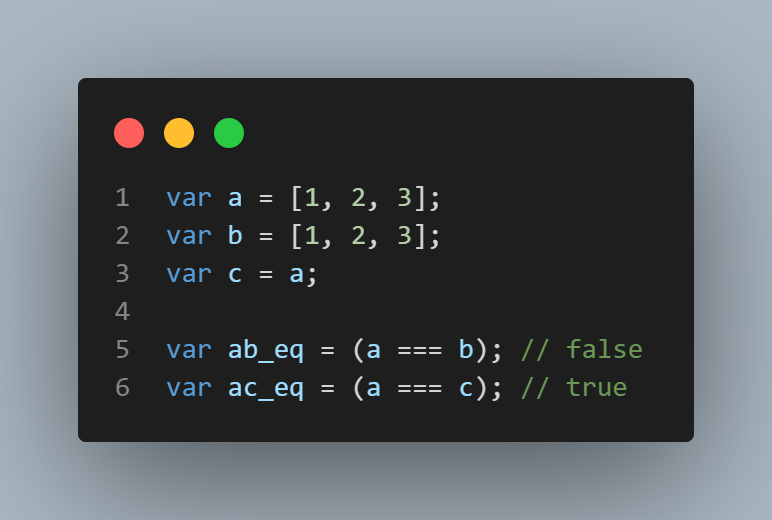 1 var a = [1, 2, 3];
2 var b = [1, 2, 3];
3 var c = a;
4
5 var ab_eq = (a === b); // false
6 var ac_eq = (a === c); // true